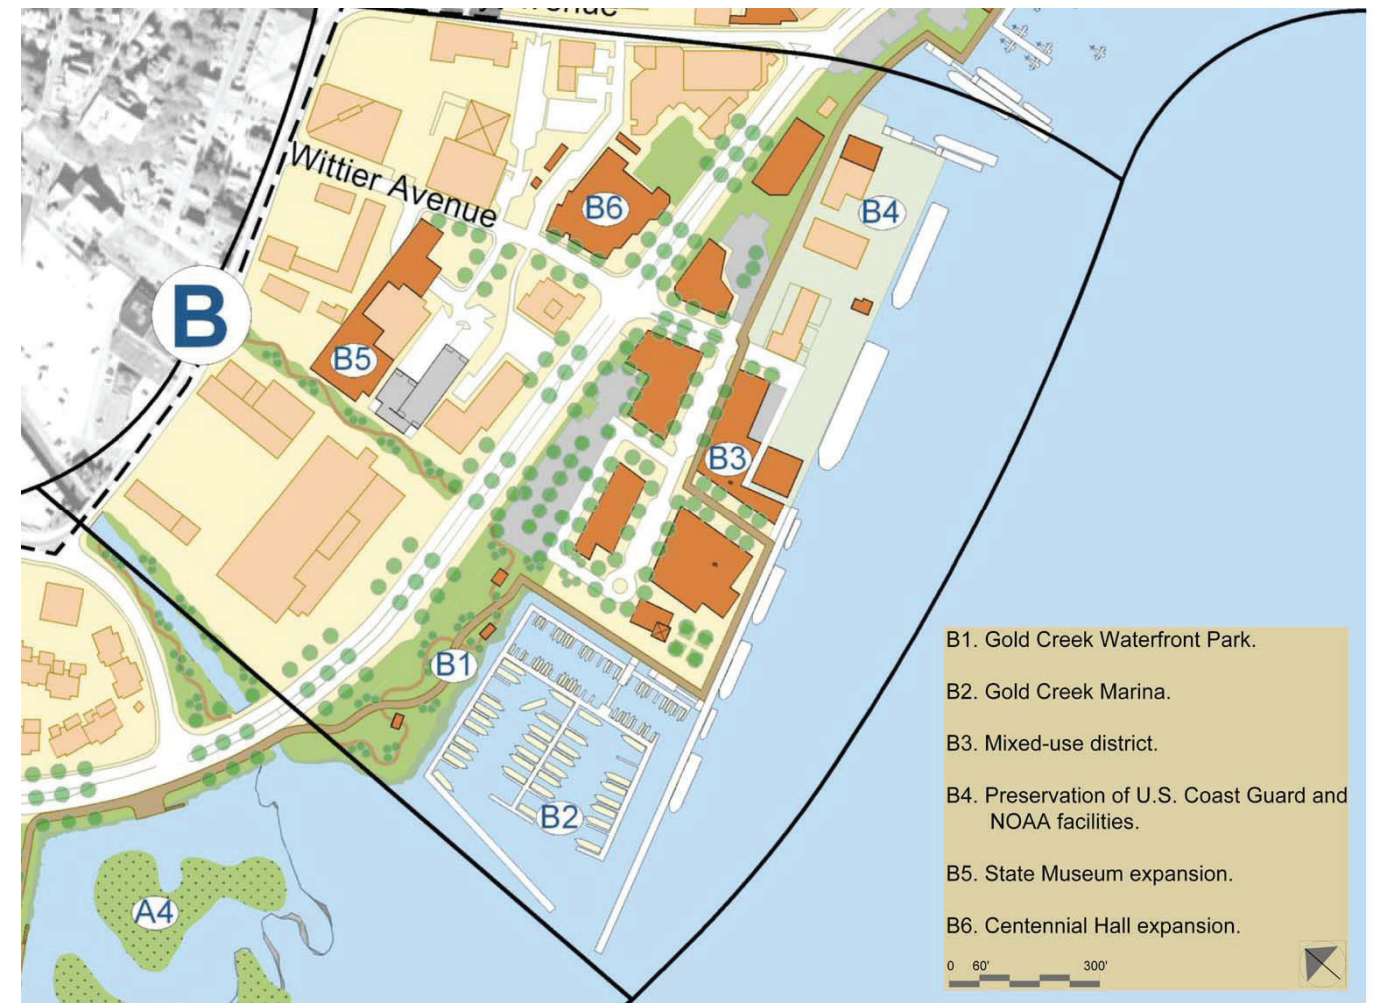 Wittier Avenue
B6
B4
B
B5
B3
B1
B2
A4
B1. Gold Creek Waterfront Park.
B2. Gold Creek Marina.
B3. Mixed-use district.
B4. Preservation of U.S. Coast Guard and
NOAA facilities.
B5. State Museum expansion.
B6. Centennial Hall expansion.
0 60' 300'